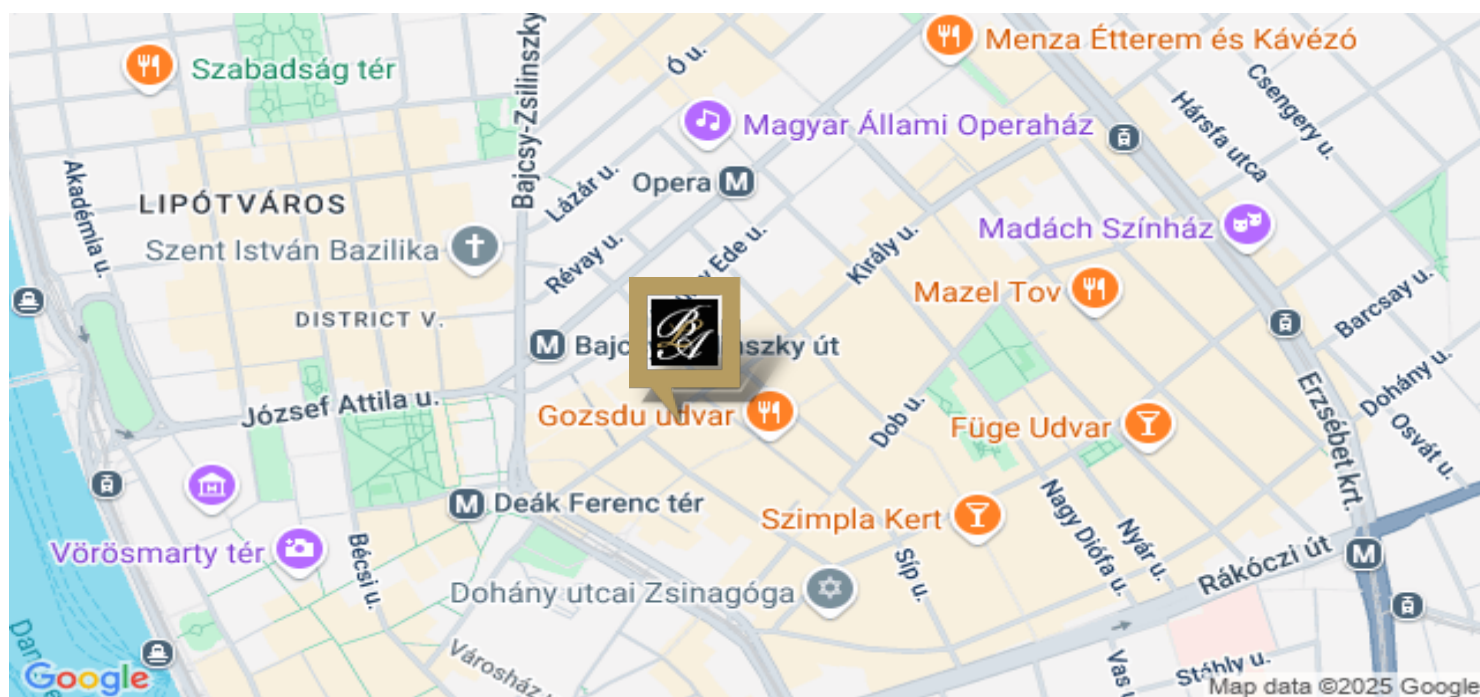 Menza Étterem és Kávézó
Szabadság tér
Ó u.
Bajcsy-Zsilinszky
Csengery u.
Hársfa utca
Magyar Állami Operaház
Akadémia u.
LIPÓTVÁROS
Lázár u.
Opera M
Madách Színház
Szent István Bazilika
Révay u.
Ede u.
Király u.
Mazel Tov
Barcsay u.
DISTRICT V.
M
nszky út
B
A
József Attila u.
Gozsdu udvar
Dob u.
Füge Udvar
Erzsébet krt.
Dohány u.
Osvát u.
M Deák Ferenc tér
Szimpla Kert
Nagy Diófa u.
Nyár u.
Vörösmarty tér
Bécsi u.
Síp u.
Rákóczi út
M
Dohány utcai Zsinagóga
Városház
Vas u
Stáhly u.
Google
Map data ©2025 Google